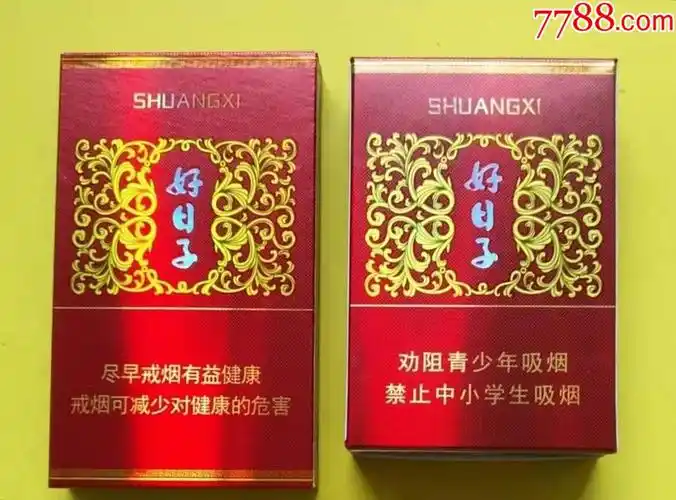 7788.com
SHUANGXI
好日子
尽早戒烟有益健康
戒烟可减少对健康的危害
SHUANGXI
好日子
劝阻青少年吸烟
禁止中小学生吸烟